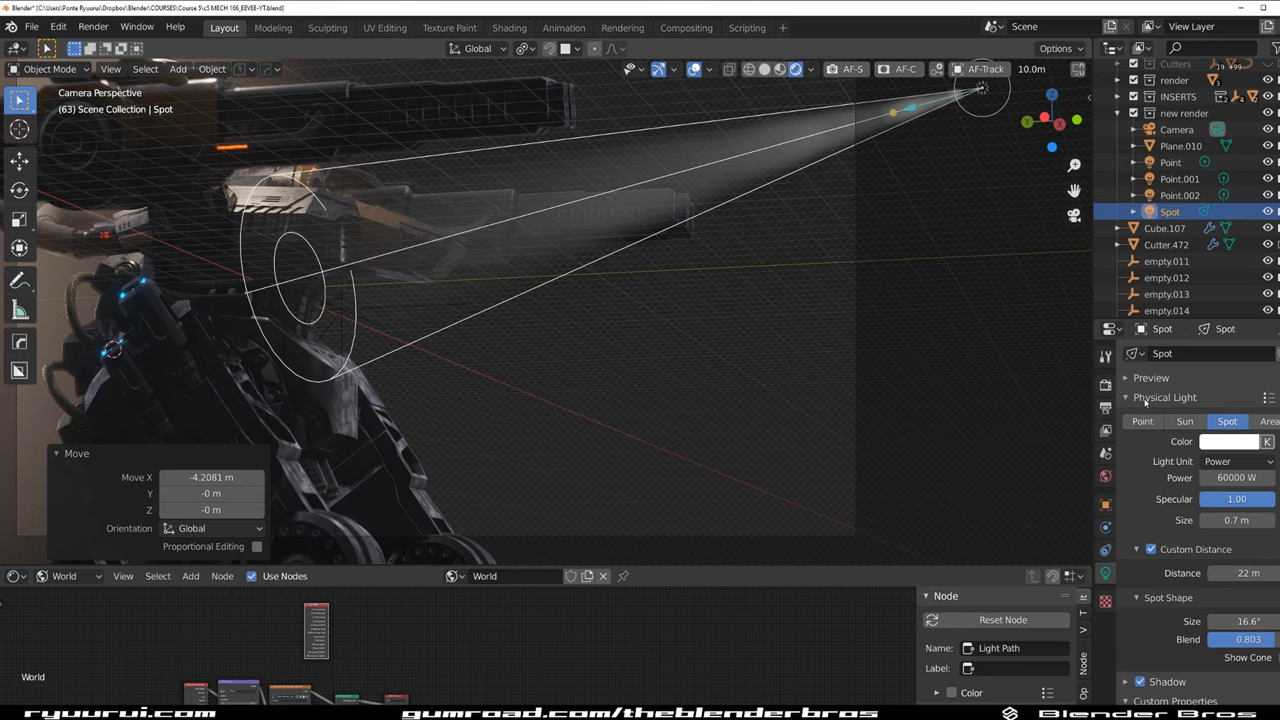 Blender* [C:\Users\Ponte Ryuurui\Dropbox\Blender\COURSES\Course 5\c5 MECH 166_EEVEE-YT.blend]
File Edit Render Window Help Layout Modeling Sculpting UV Editing Texture Paint Shading Animation Rendering Compositing Scripting + Scene View Layer
Global Options
Object Mode View Select Add Object AF-S AF-C AF-Track 10.0m
Camera Perspective
(63) Scene Collection | Spot
Cutters 19 99
render
INSERTS
new render
Camera
Plane.010
Point
Point.001
Point.002
Spot
Cube.107
Cutter.472
empty.011
empty.012
empty.013
empty.014
Spot Spot
Spot
Preview
Physical Light
Point Sun Spot Area
Color K
Light Unit Power
Power 60000 W
Specular 1.00
Size 0.7 m
Custom Distance
Distance 22 m
Spot Shape
Size 16.6°
Blend 0.803
Show Cone
Shadow
Custom Properties
Move
Move X -4.2081 m
Y -0 m
Z -0 m
Orientation Global
Proportional Editing
World View Select Add Node Use Nodes World
Node
Reset Node
Name: Light Path
Label:
Color
World
ryuurui.com gumroad.com/theblenderbros Blender Bros